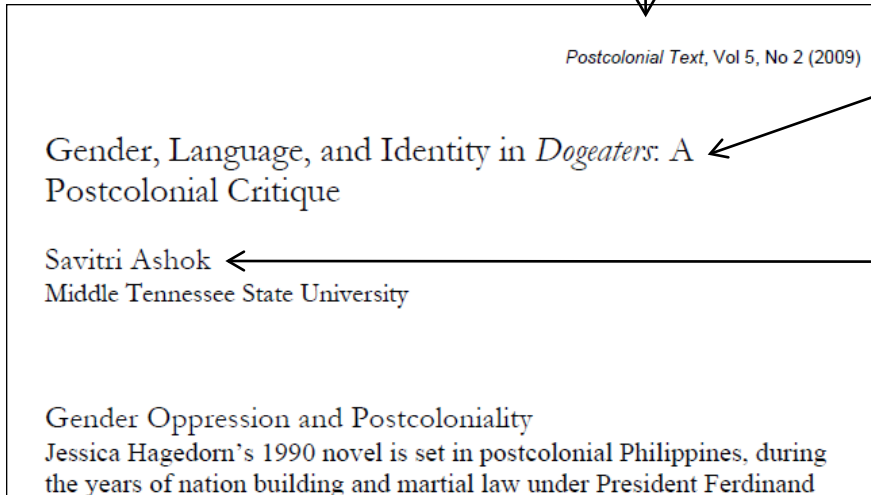 Postcolonial Text, Vol 5, No 2 (2009)
Gender, Language, and Identity in Dogeaters: A
Postcolonial Critique
Savitri Ashok
Middle Tennessee State University
Gender Oppression and Postcoloniality
Jessica Hagedorn's 1990 novel is set in postcolonial Philippines, during
the years of nation building and martial law under President Ferdinand